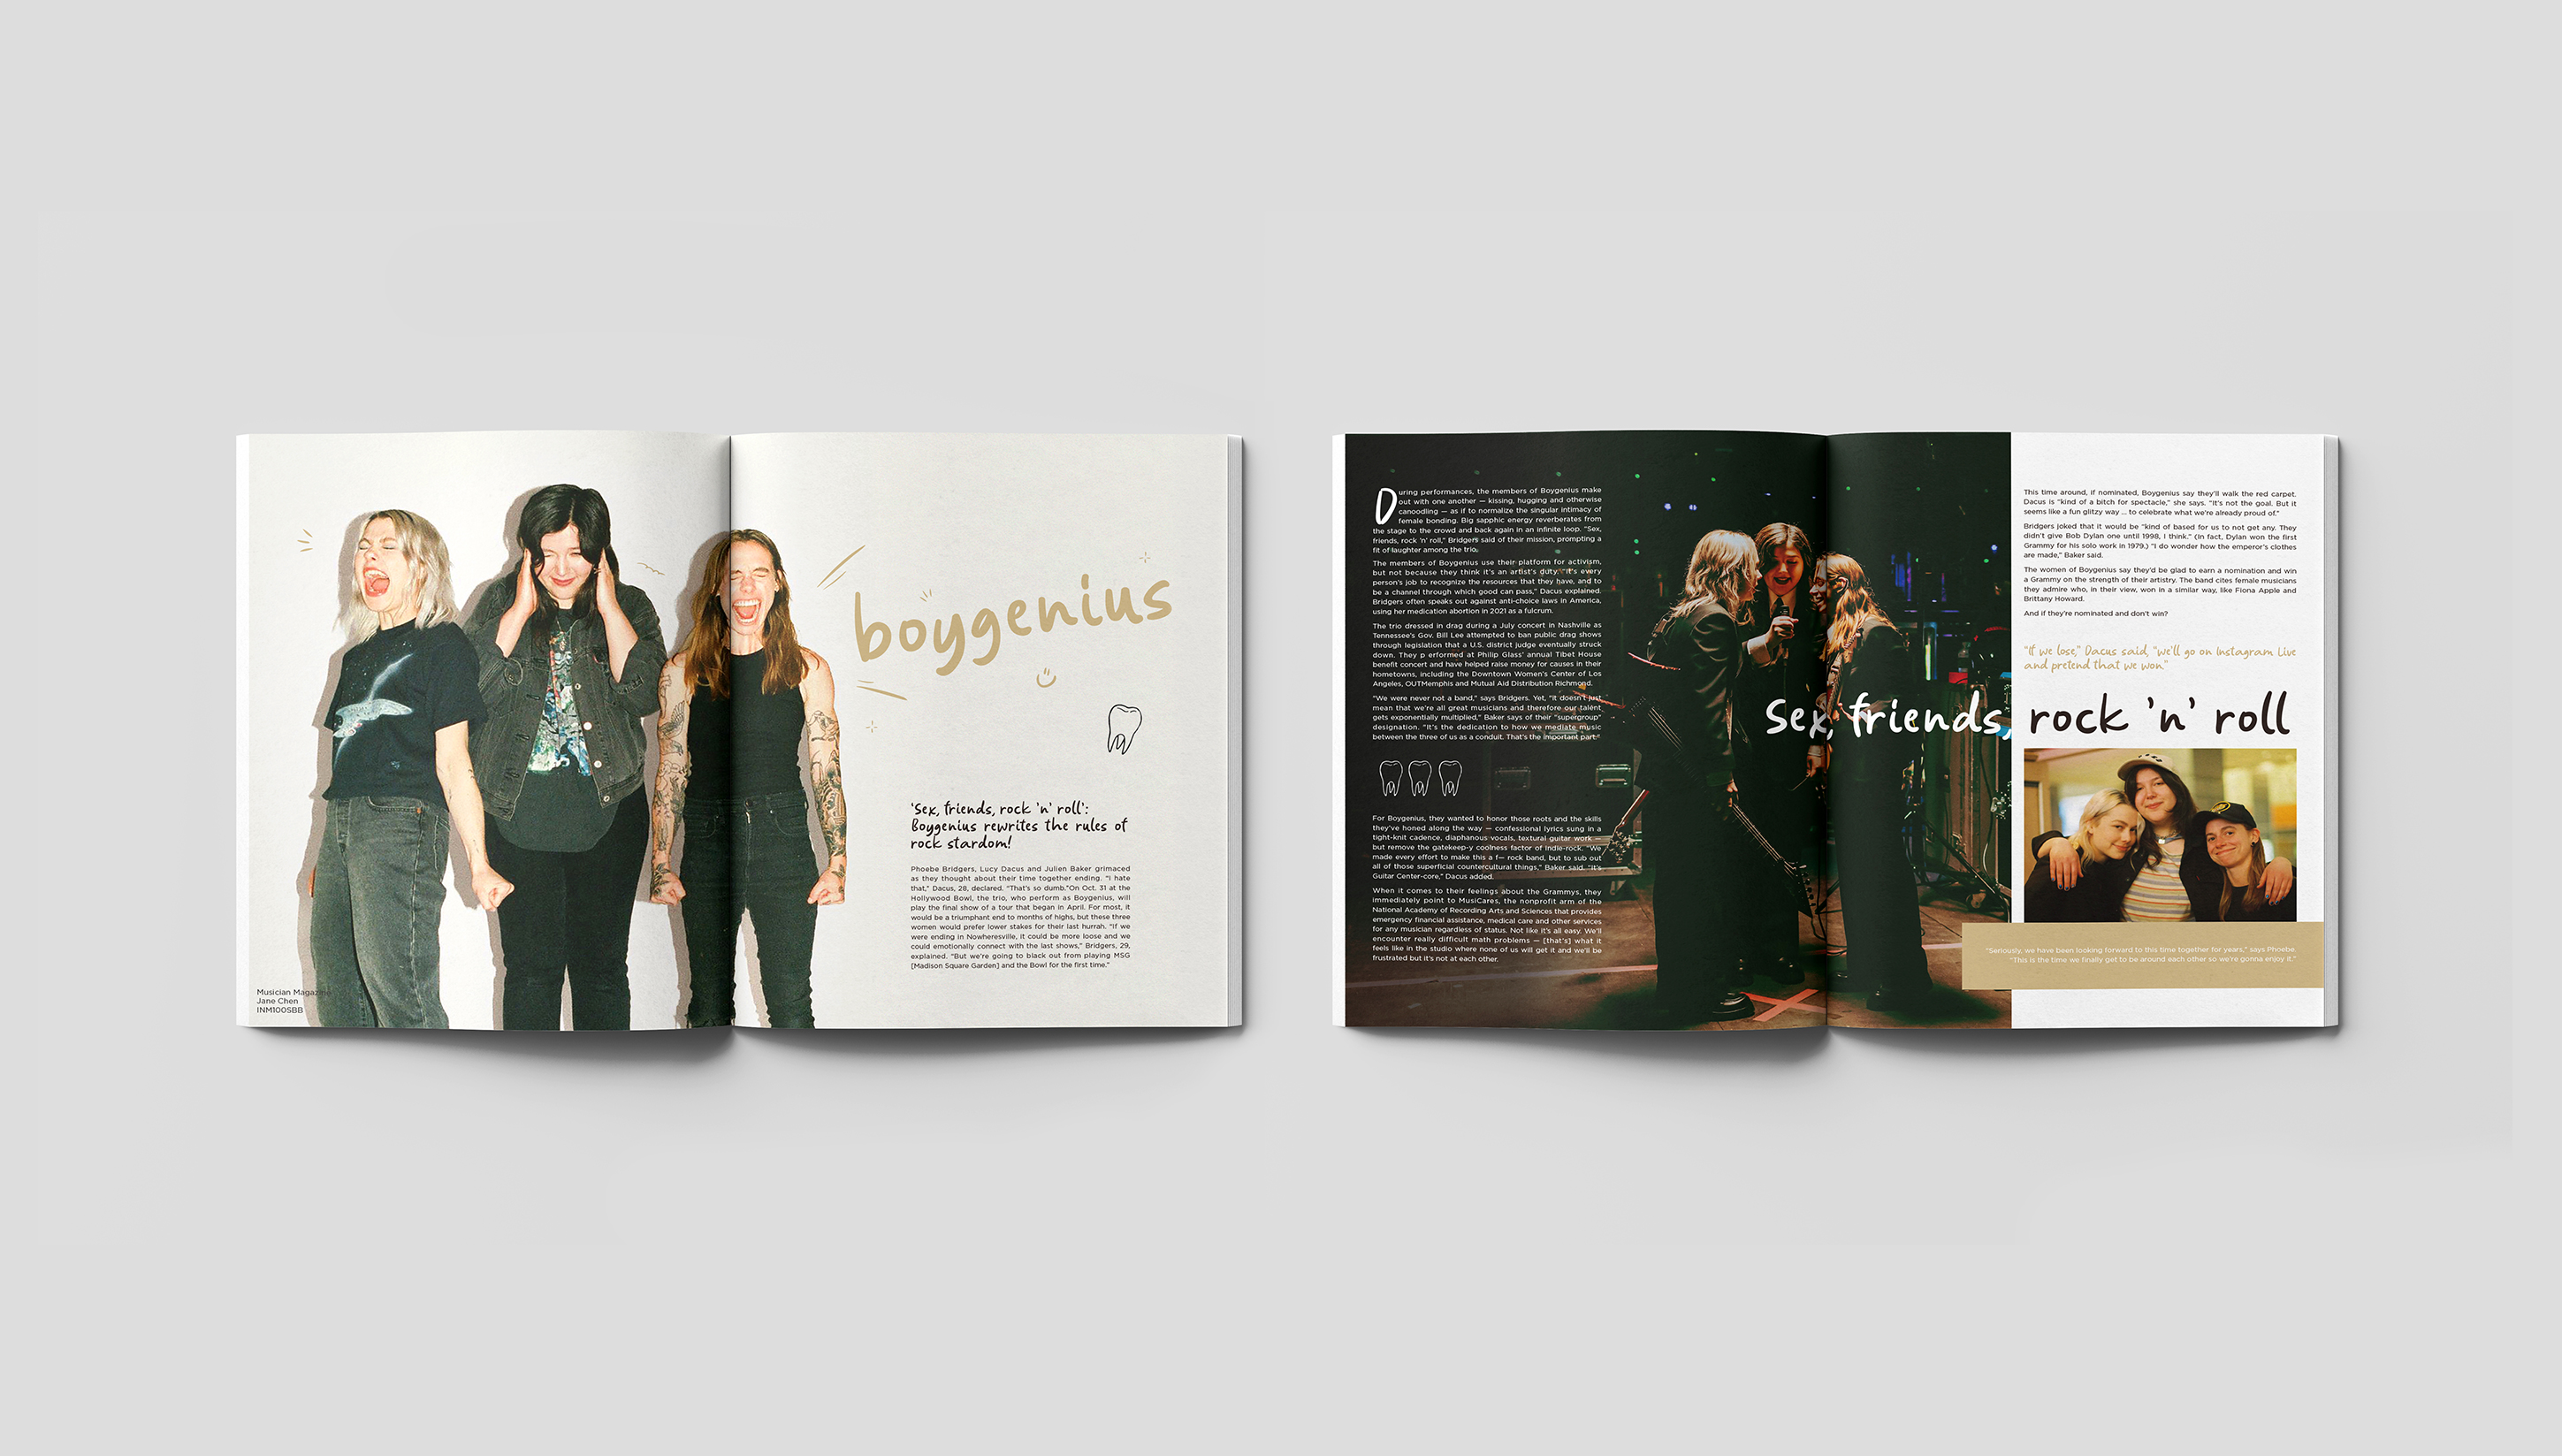 boygenius
'Sex, friends, rock 'n' roll':
Boygenius rewrites the rules of
rock stardom!
Phoebe Bridgers, Lucy Dacus and Julien Baker grimaced
as they thought about their time together ending. "I hate
that," Dacus, 28, declared. "That's so dumb."On Oct. 31 at the
Hollywood Bowl, the trio, who perform as Boygenius, will
play the final show of a tour that began in April. For most, it
would be a triumphant end to months of highs, but these three
women would prefer lower stakes for their last hurrah. "If we
were ending in Nowheresville, it could be more loose and we
could emotionally connect with the last shows," Bridgers, 29,
explained. "But we're going to black out from playing MSG
[Madison Square Garden] and the Bowl for the first time."
Musician Magazine
Jane Chen
INM100SBB
During performances, the members of Boygenius make
out with one another — kissing, hugging and otherwise
canoodling — as if to normalize the singular intimacy of
female bonding. Big sapphic energy reverberates from
the stage to the crowd and back again in an infinite loop. "Sex,
friends, rock 'n' roll," Bridgers said of their mission, prompting a
fit of laughter among the trio.
The members of Boygenius use their platform for activism,
but not because they think it's an artist's duty. "It's every
person's job to recognize the resources that they have, and to
be a channel through which good can pass," Dacus explained.
Bridgers often speaks out against anti-choice laws in America,
using her medication abortion in 2021 as a fulcrum.
The trio dressed in drag during a July concert in Nashville as
Tennessee's Gov. Bill Lee attempted to ban public drag shows
through legislation that a U.S. district judge eventually struck
down. They p erformed at Philip Glass' annual Tibet House
benefit concert and have helped raise money for causes in their
hometowns, including the Downtown Women's Center of Los
Angeles, OUTMemphis and Mutual Aid Distribution Richmond.
"We were never not a band," says Bridgers. Yet, "it doesn't just
mean that we're all great musicians and therefore our talent
gets exponentially multiplied," Baker says of their "supergroup"
designation. "It's the dedication to how we mediate music
between the three of us as a conduit. That's the important part."
For Boygenius, they wanted to honor those roots and the skills
they've honed along the way — confessional lyrics sung in a
tight-knit cadence, diaphanous vocals, textural guitar work —
but remove the gatekeep-y coolness factor of indie-rock. "We
made every effort to make this a f— rock band, but to sub out
all of those superficial countercultural things," Baker said. "It's
Guitar Center-core," Dacus added.
When it comes to their feelings about the Grammys, they
immediately point to MusiCares, the nonprofit arm of the
National Academy of Recording Arts and Sciences that provides
emergency financial assistance, medical care and other services
for any musician regardless of status. Not like it's all easy. We'll
encounter really difficult math problems — [that's] what it
feels like in the studio where none of us will get it and we'll be
frustrated but it's not at each other.
This time around, if nominated, Boygenius say they'll walk the red carpet.
Dacus is "kind of a bitch for spectacle," she says. "It's not the goal. But it
seems like a fun glitzy way ... to celebrate what we're already proud of."
Bridgers joked that it would be "kind of based for us to not get any. They
didn't give Bob Dylan one until 1998, I think." (In fact, Dylan won the first
Grammy for his solo work in 1979.) "I do wonder how the emperor's clothes
are made," Baker said.
The women of Boygenius say they'd be glad to earn a nomination and win
a Grammy on the strength of their artistry. The band cites female musicians
they admire who, in their view, won in a similar way, like Fiona Apple and
Brittany Howard.
And if they're nominated and don't win?
"If we lose," Dacus said, "we'll go on Instagram Live
and pretend that we won."
Sex, friends, rock 'n' roll
"Seriously, we have been looking forward to this time together for years," says Phoebe.
"This is the time we finally get to be around each other so we're gonna enjoy it."